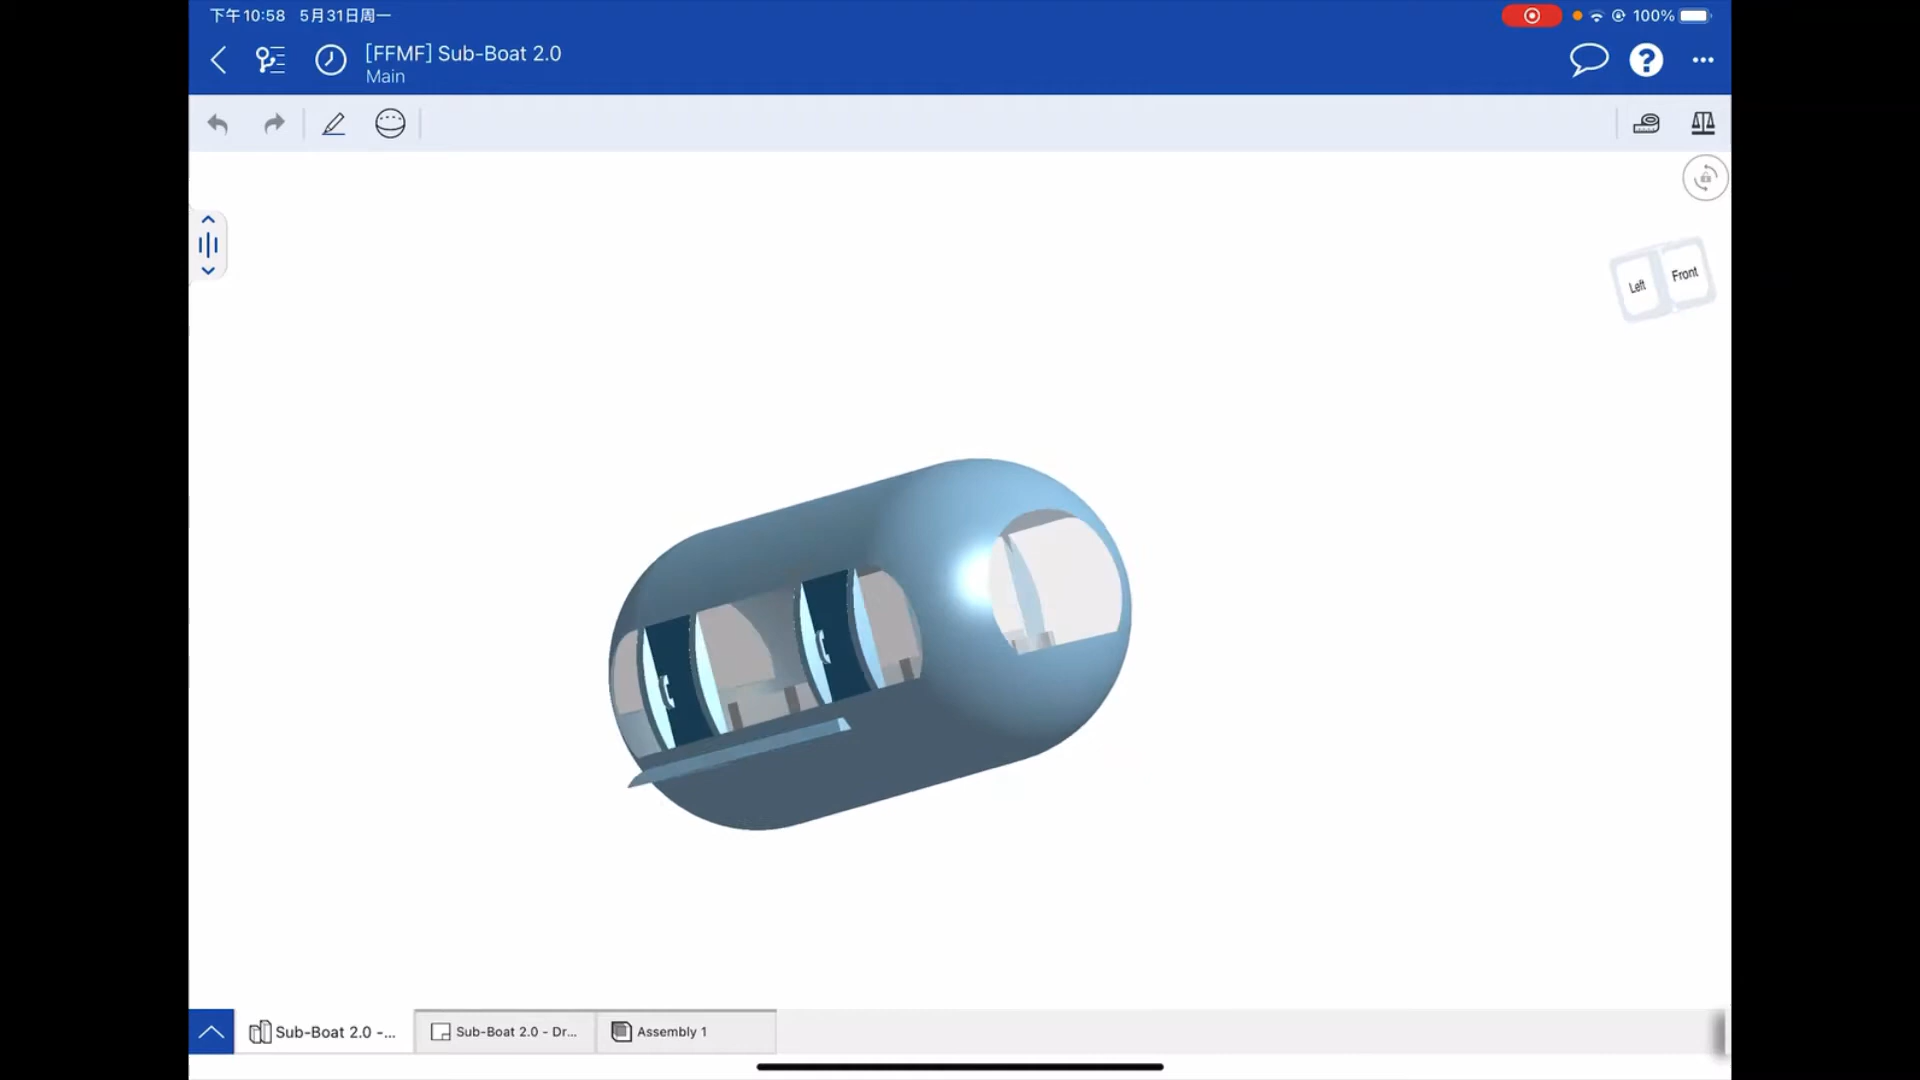 下午10:58 5月31日周一
100%
[FFMF] Sub-Boat 2.0
Main
Left
Front
Sub-Boat 2.0 -...
Sub-Boat 2.0 - Dr...
Assembly 1